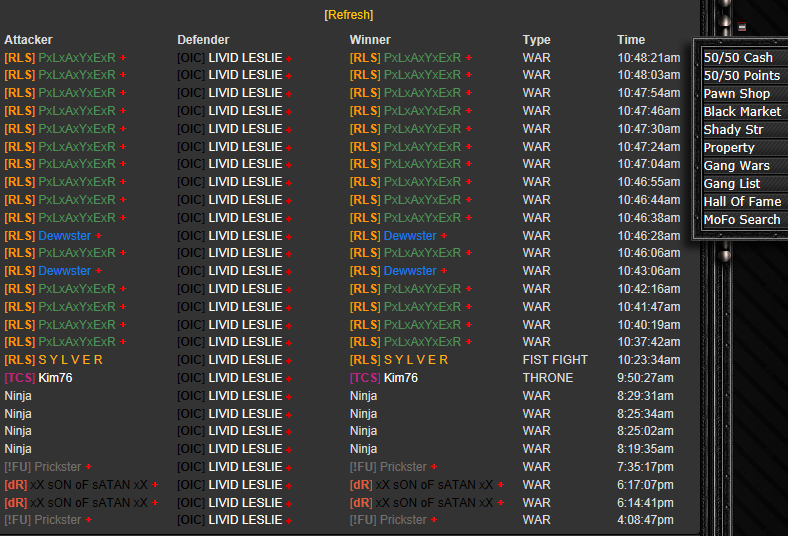 [Refresh]
Attacker Defender Winner Type Time
[RLS] PxLxAxYxExR + [OIC] LIVID LESLIE + [RLS] PxLxAxYxExR + WAR 10:48:21am
[RLS] PxLxAxYxExR + [OIC] LIVID LESLIE + [RLS] PxLxAxYxExR + WAR 10:48:03am
[RLS] PxLxAxYxExR + [OIC] LIVID LESLIE + [RLS] PxLxAxYxExR + WAR 10:47:54am
[RLS] PxLxAxYxExR + [OIC] LIVID LESLIE + [RLS] PxLxAxYxExR + WAR 10:47:46am
[RLS] PxLxAxYxExR + [OIC] LIVID LESLIE + [RLS] PxLxAxYxExR + WAR 10:47:30am
[RLS] PxLxAxYxExR + [OIC] LIVID LESLIE + [RLS] PxLxAxYxExR + WAR 10:47:24am
[RLS] PxLxAxYxExR + [OIC] LIVID LESLIE + [RLS] PxLxAxYxExR + WAR 10:47:04am
[RLS] PxLxAxYxExR + [OIC] LIVID LESLIE + [RLS] PxLxAxYxExR + WAR 10:46:55am
[RLS] PxLxAxYxExR + [OIC] LIVID LESLIE + [RLS] PxLxAxYxExR + WAR 10:46:44am
[RLS] PxLxAxYxExR + [OIC] LIVID LESLIE + [RLS] PxLxAxYxExR + WAR 10:46:38am
[RLS] Dewwster + [OIC] LIVID LESLIE + [RLS] Dewwster + WAR 10:46:28am
[RLS] PxLxAxYxExR + [OIC] LIVID LESLIE + [RLS] PxLxAxYxExR + WAR 10:46:06am
[RLS] Dewwster + [OIC] LIVID LESLIE + [RLS] Dewwster + WAR 10:43:06am
[RLS] PxLxAxYxExR + [OIC] LIVID LESLIE + [RLS] PxLxAxYxExR + WAR 10:42:16am
[RLS] PxLxAxYxExR + [OIC] LIVID LESLIE + [RLS] PxLxAxYxExR + WAR 10:41:47am
[RLS] PxLxAxYxExR + [OIC] LIVID LESLIE + [RLS] PxLxAxYxExR + WAR 10:40:19am
[RLS] PxLxAxYxExR + [OIC] LIVID LESLIE + [RLS] PxLxAxYxExR + WAR 10:37:42am
[RLS] S Y L V E R [OIC] LIVID LESLIE + [RLS] S Y L V E R FIST FIGHT 10:23:34am
[TCS] Kim76 [OIC] LIVID LESLIE + [TCS] Kim76 THRONE 9:50:27am
Ninja [OIC] LIVID LESLIE + Ninja WAR 8:29:31am
Ninja [OIC] LIVID LESLIE + Ninja WAR 8:25:34am
Ninja [OIC] LIVID LESLIE + Ninja WAR 8:25:02am
Ninja [OIC] LIVID LESLIE + Ninja WAR 8:19:35am
[!FU] Prickster + [OIC] LIVID LESLIE + [!FU] Prickster + WAR 7:35:17pm
[dR] xX sON oF sATAN xX + [OIC] LIVID LESLIE + [dR] xX sON oF sATAN xX + WAR 6:17:07pm
[dR] xX sON oF sATAN xX + [OIC] LIVID LESLIE + [dR] xX sON oF sATAN xX + WAR 6:14:41pm
[!FU] Prickster + [OIC] LIVID LESLIE + [!FU] Prickster + WAR 4:08:47pm
50/50 Cash
50/50 Points
Pawn Shop
Black Market
Shady Str
Property
Gang Wars
Gang List
Hall Of Fame
MoFo Search